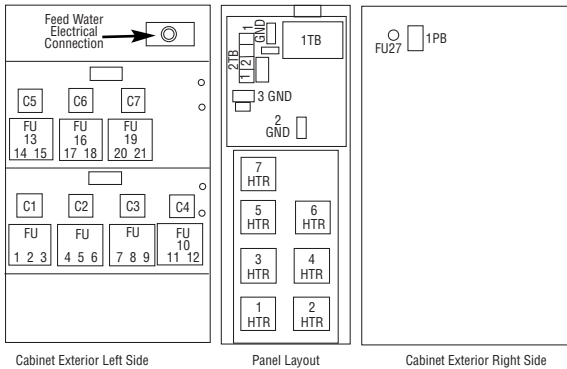 Feed Water
Electrical
Connection
C5 C6 C7
FU FU FU
13 16 19
14 15 17 18 20 21
C1 C2 C3 C4
FU FU FU FU
10
1 2 3 4 5 6 7 8 9 11 12
Cabinet Exterior Left Side
1
GND
1TB
2TB
1 2
3 GND
2
GND
7
HTR
5 6
HTR HTR
3 4
HTR HTR
1 2
HTR HTR
Panel Layout
FU27
1PB
Cabinet Exterior Right Side